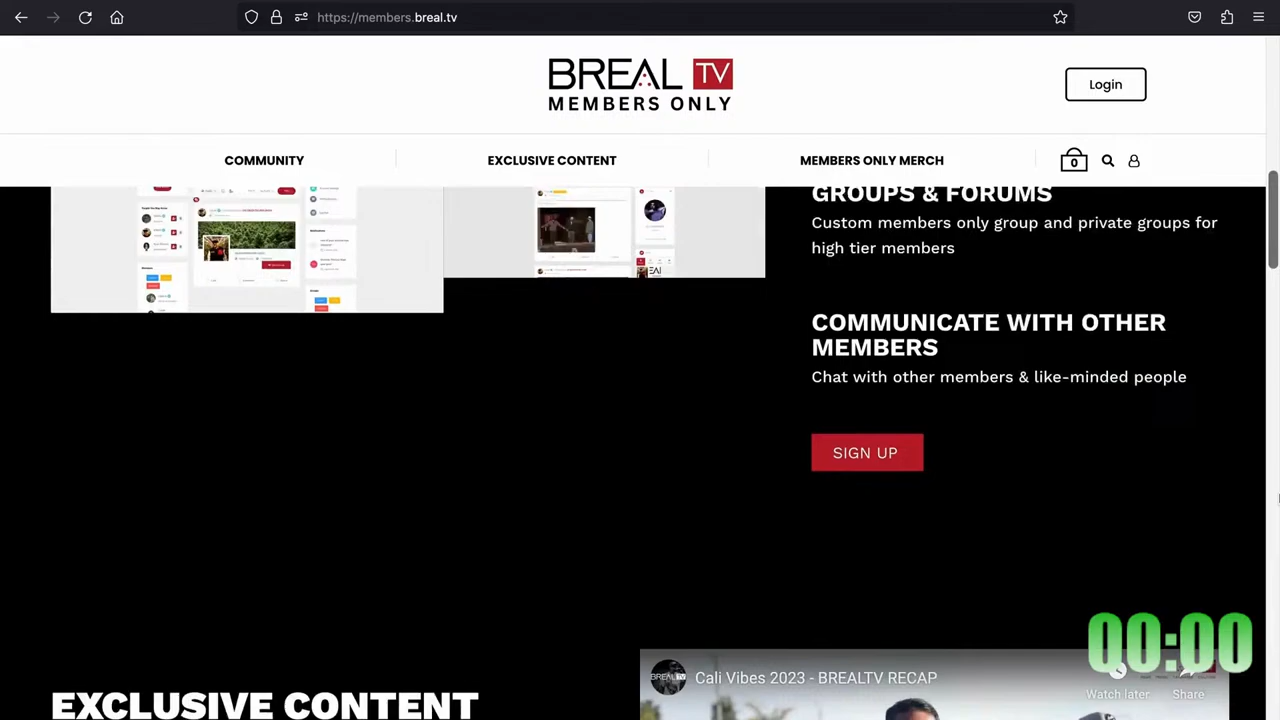 https://members.breal.tv
BREAL TV
MEMBERS ONLY
Login
COMMUNITY
EXCLUSIVE CONTENT
MEMBERS ONLY MERCH
0
GROUPS & FORUMS
Custom members only group and private groups for
high tier members
COMMUNICATE WITH OTHER
MEMBERS
Chat with other members & like-minded people
SIGN UP
00:00
EXCLUSIVE CONTENT
BREALTV
Cali Vibes 2023 - BREALTV RECAP
Watch later
Share